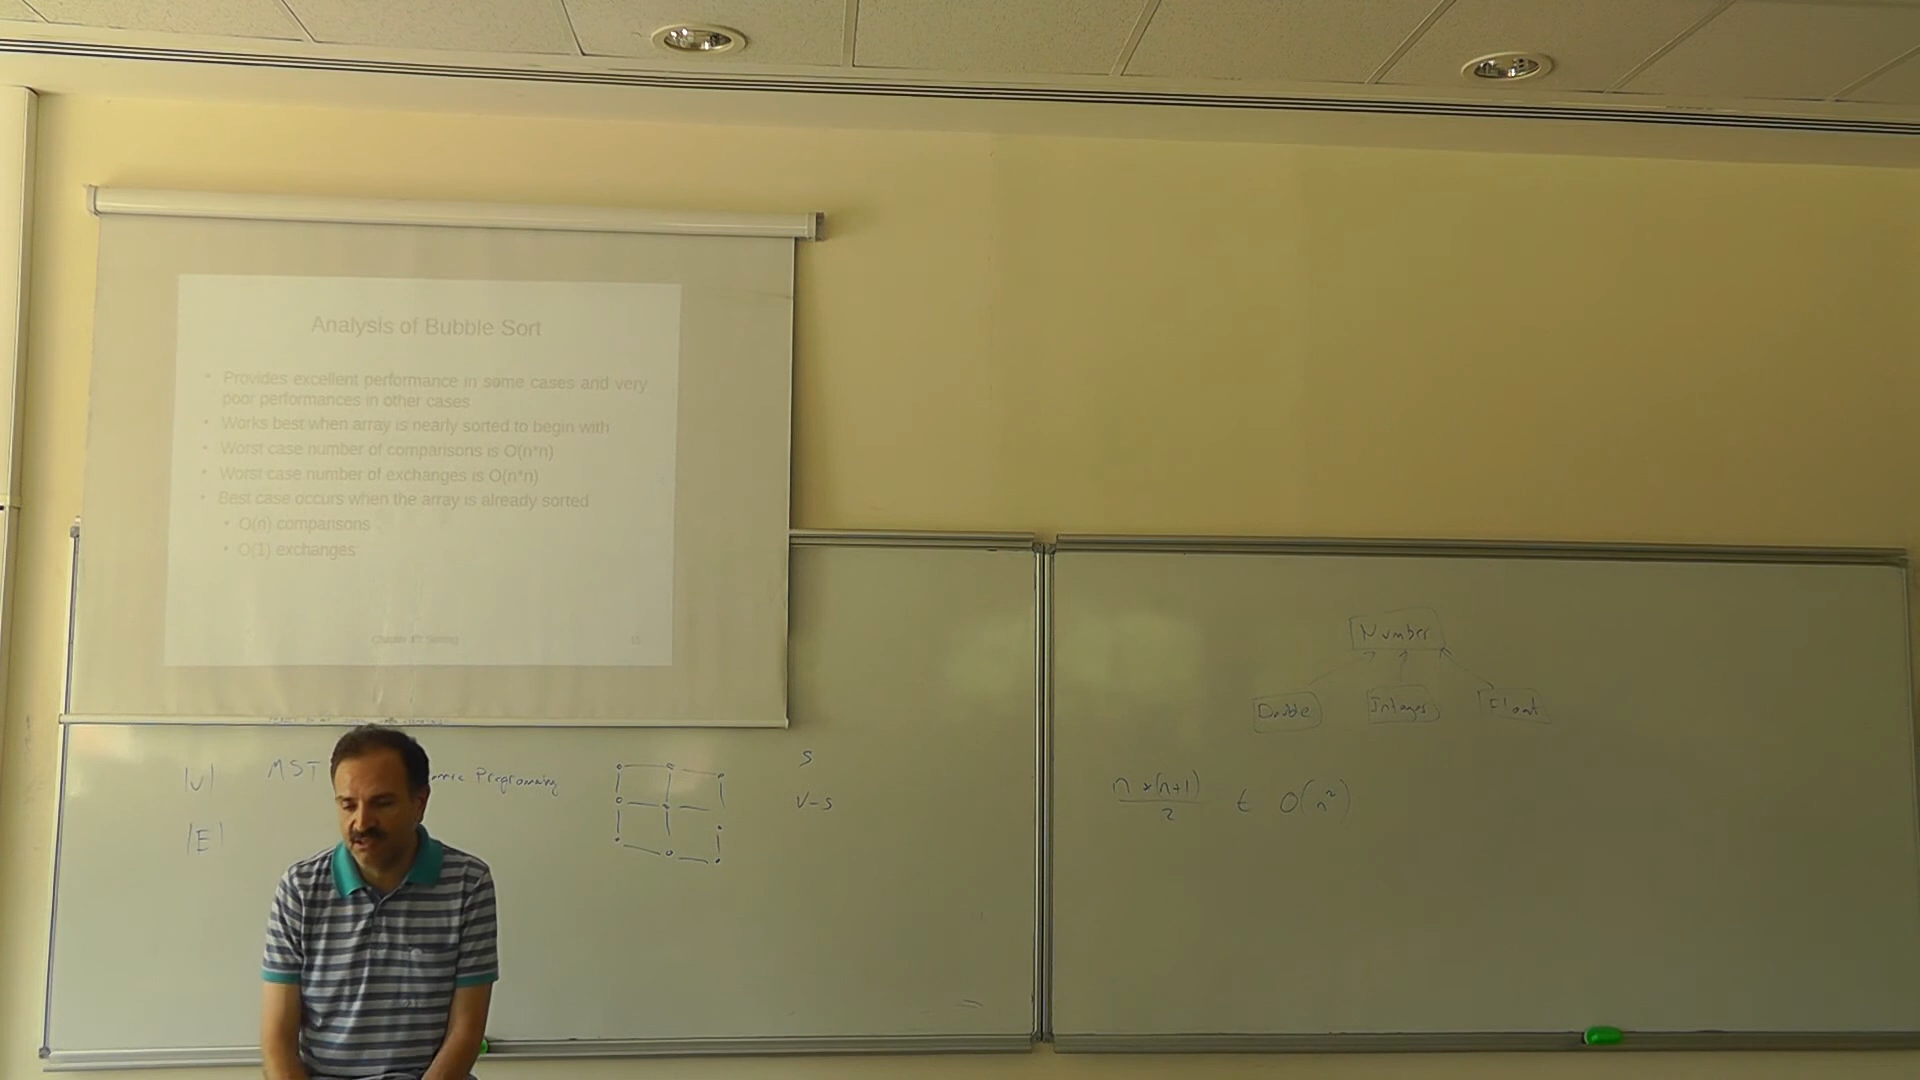 Analysis of Bubble Sort
• Provides excellent performance in some cases and very
poor performances in other cases
• Works best when array is nearly sorted to begin with
• Worst case number of comparisons is O(n*n)
• Worst case number of exchanges is O(n*n)
• Best case occurs when the array is already sorted
• O(n) comparisons
• O(1) exchanges
15
|V| MST Programming
|E|
S
V-S
Number
Double Integer Float
n*(n+1)/2 ∈ O(n²)